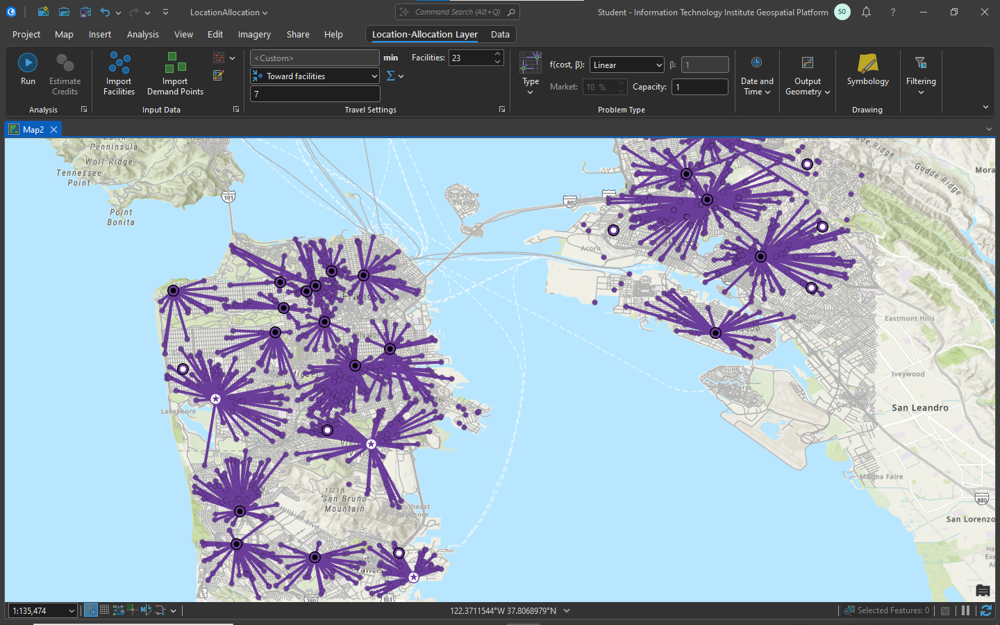 LocationAllocation
Command Search (Alt+Q)
Student - Information Technology Institute Geospatial Platform
SO
?
Project
Map
Insert
Analysis
View
Edit
Imagery
Share
Help
Location-Allocation Layer
Data
Run
Estimate Credits
Analysis
Import Facilities
Import Demand Points
Input Data
<Custom>
min
Facilities:
23
Toward facilities
7
Travel Settings
Type
f(cost, β):
Linear
β:
1
Market:
10 %
Capacity:
1
Problem Type
Date and Time
Output Geometry
Symbology
Drawing
Filtering
Map2
Peninsula
Wolf Ridge
Tennessee
Point
Point
Bonita
101
80
Treasure
Acorn
Gudde Ridge
Mora
Eastmont Hills
Iveywood
San Leandro
Lakeshore
1323 ft
San Bruno
Mountain
Marina Faire
880
San Lorenzo
280
101
1:135,474
122.3711544°W 37.8068979°N
Selected Features: 0